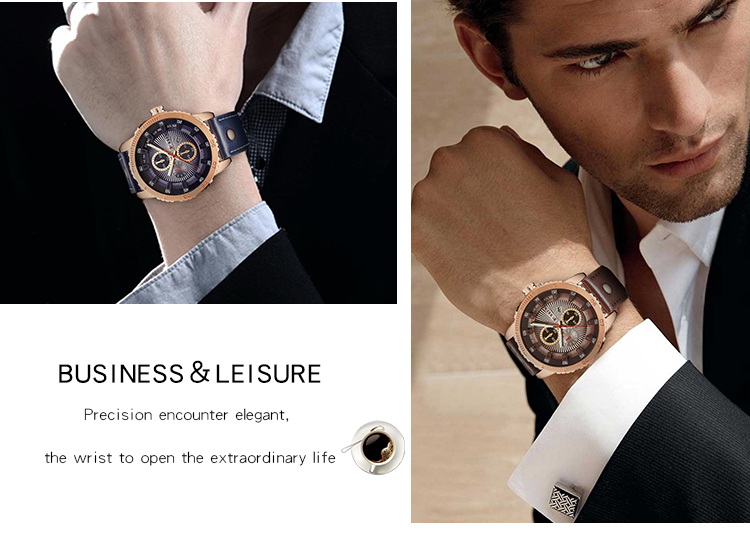 BUSINESS & LEISURE
Precision encounter elegant,
the wrist to open the extraordinary life